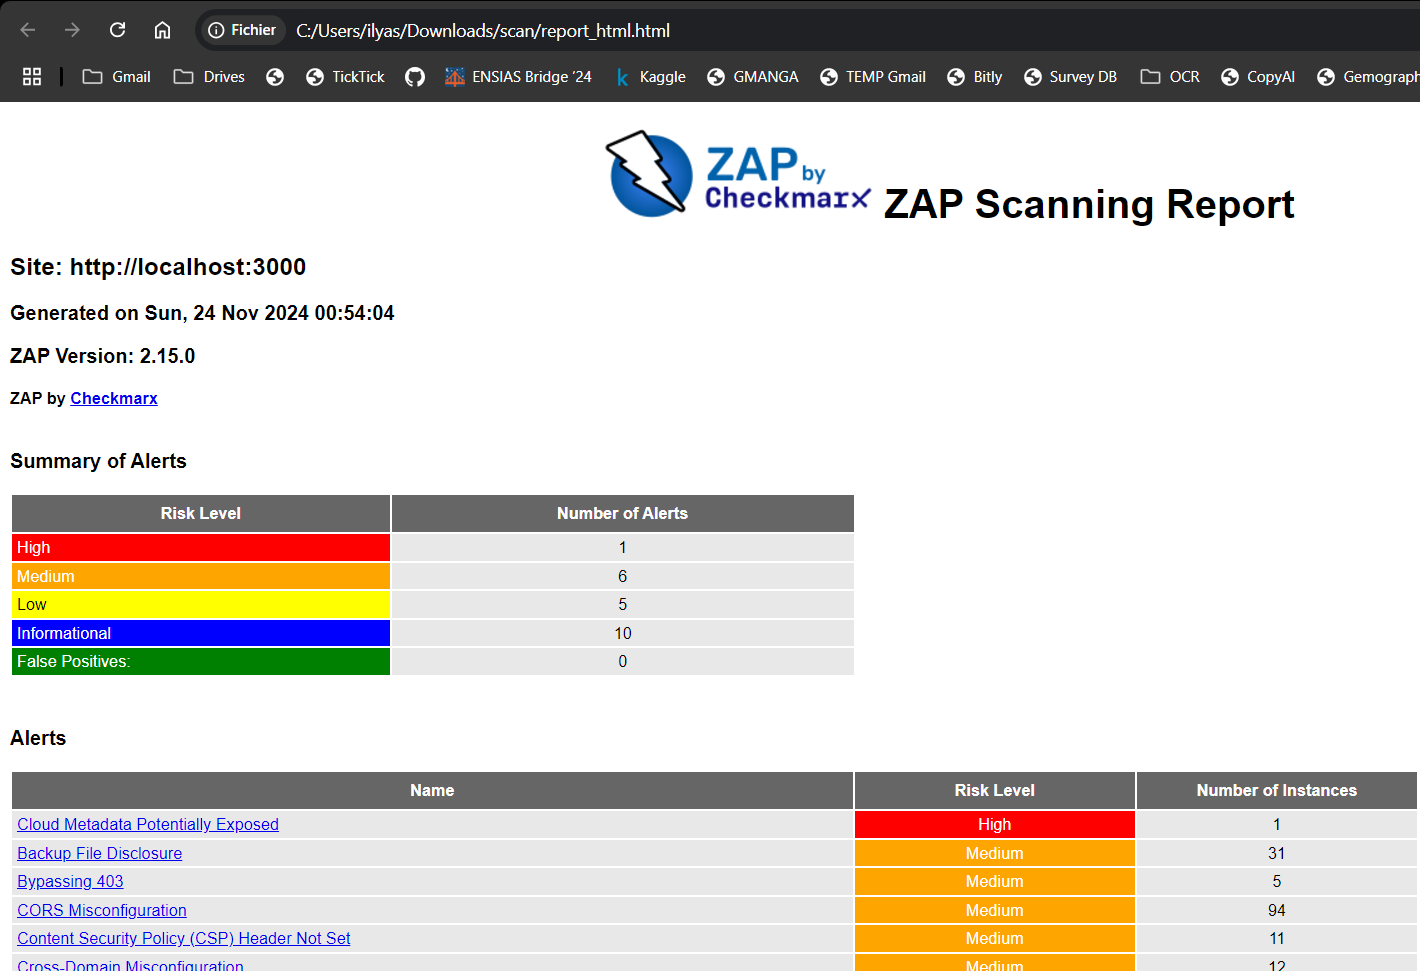 Fichier C:/Users/ilyas/Downloads/scan/report_html.html
Gmail Drives TickTick ENSIAS Bridge '24 Kaggle GMANGA TEMP Gmail Bitly Survey DB OCR CopyAI Gemograph
ZAP by
Checkmarx ZAP Scanning Report
Site: http://localhost:3000
Generated on Sun, 24 Nov 2024 00:54:04
ZAP Version: 2.15.0
ZAP by Checkmarx
Summary of Alerts
Risk Level Number of Alerts
High 1
Medium 6
Low 5
Informational 10
False Positives: 0
Alerts
Name Risk Level Number of Instances
Cloud Metadata Potentially Exposed High 1
Backup File Disclosure Medium 31
Bypassing 403 Medium 5
CORS Misconfiguration Medium 94
Content Security Policy (CSP) Header Not Set Medium 11
Cross-Domain Misconfiguration Medium 12